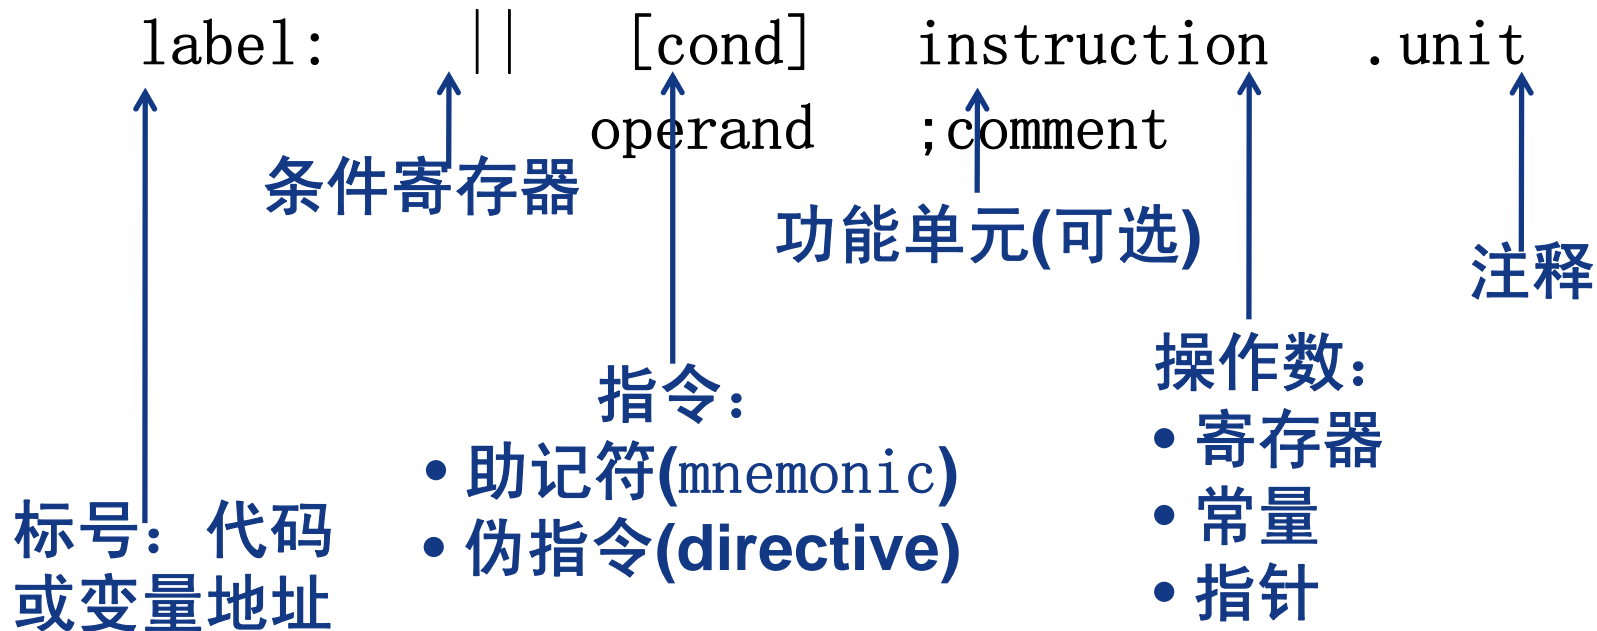 label: || [cond] instruction .unit
operand ;comment
条件寄存器
功能单元(可选)
注释
指令：
• 助记符(mnemonic)
• 伪指令(directive)
操作数：
• 寄存器
• 常量
• 指针
标号：代码
或变量地址